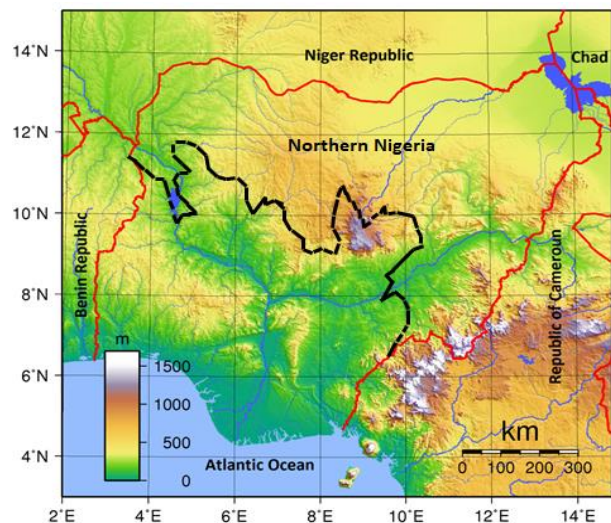 14°N
12°N
10°N
8°N
6°N
4°N
Niger Republic
Chad
Northern Nigeria
Benin Republic
Republic of Cameroun
m
1500
1000
500
0
Atlantic Ocean
km
0 100 200 300
2°E 4°E 6°E 8°E 10°E 12°E 14°E